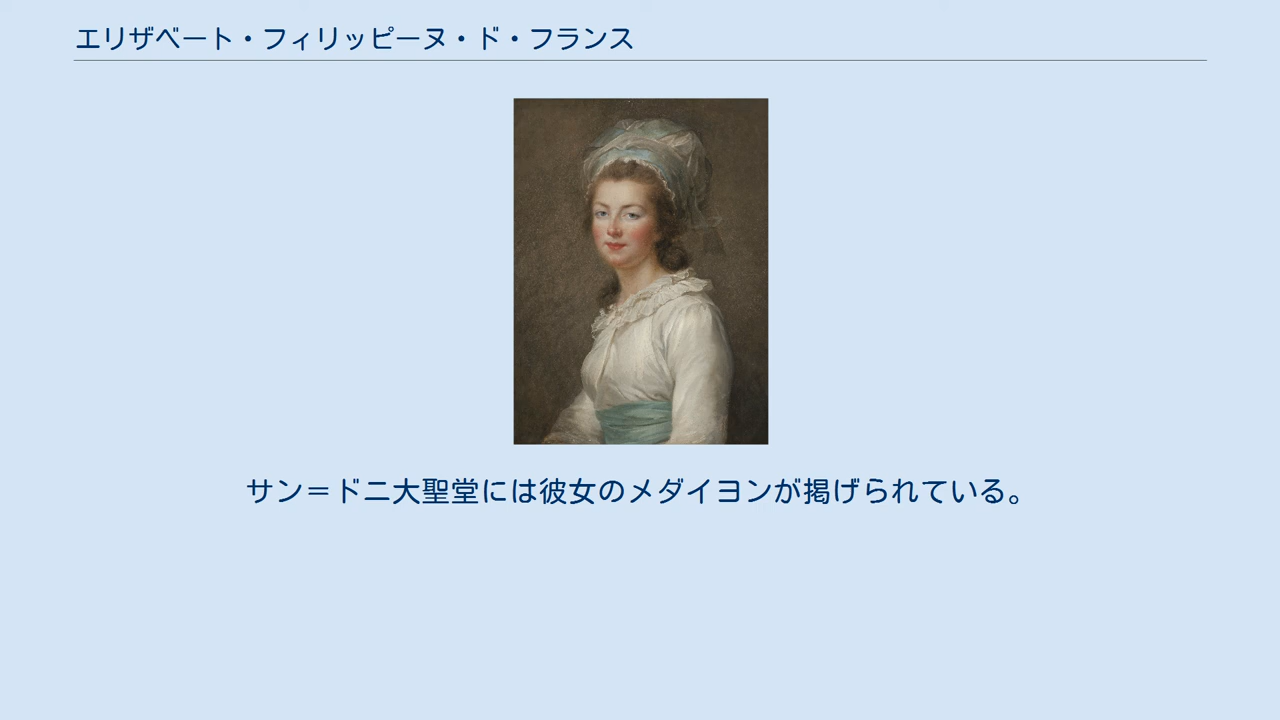 エリザベート・フィリッピーヌ・ド・フランス
サン＝ドニ大聖堂には彼女のメダイヨンが掲げられている。